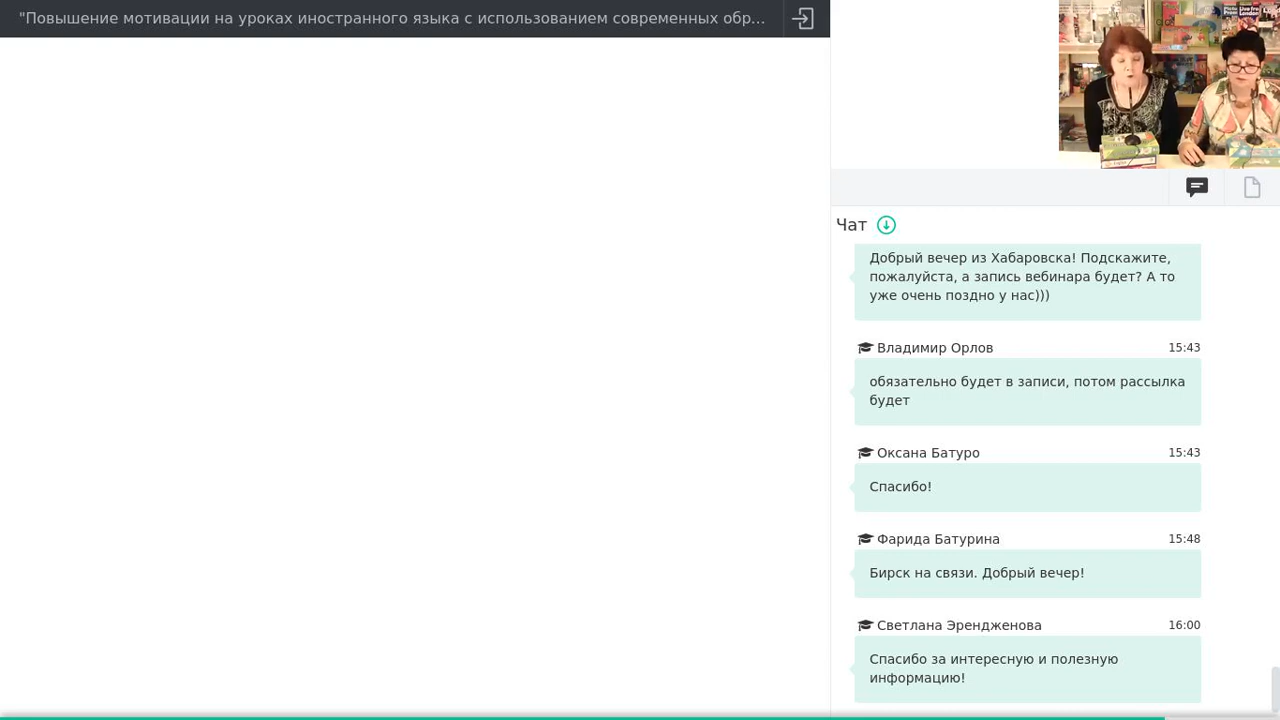 "Повышение мотивации на уроках иностранного языка с использованием современных обр...
Чат
Добрый вечер из Хабаровска! Подскажите,
пожалуйста, а запись вебинара будет? А то
уже очень поздно у нас)))
Владимир Орлов 15:43
обязательно будет в записи, потом рассылка
будет
Оксана Батуро 15:43
Спасибо!
Фарида Батурина 15:48
Бирск на связи. Добрый вечер!
Светлана Эрендженова 16:00
Спасибо за интересную и полезную
информацию!